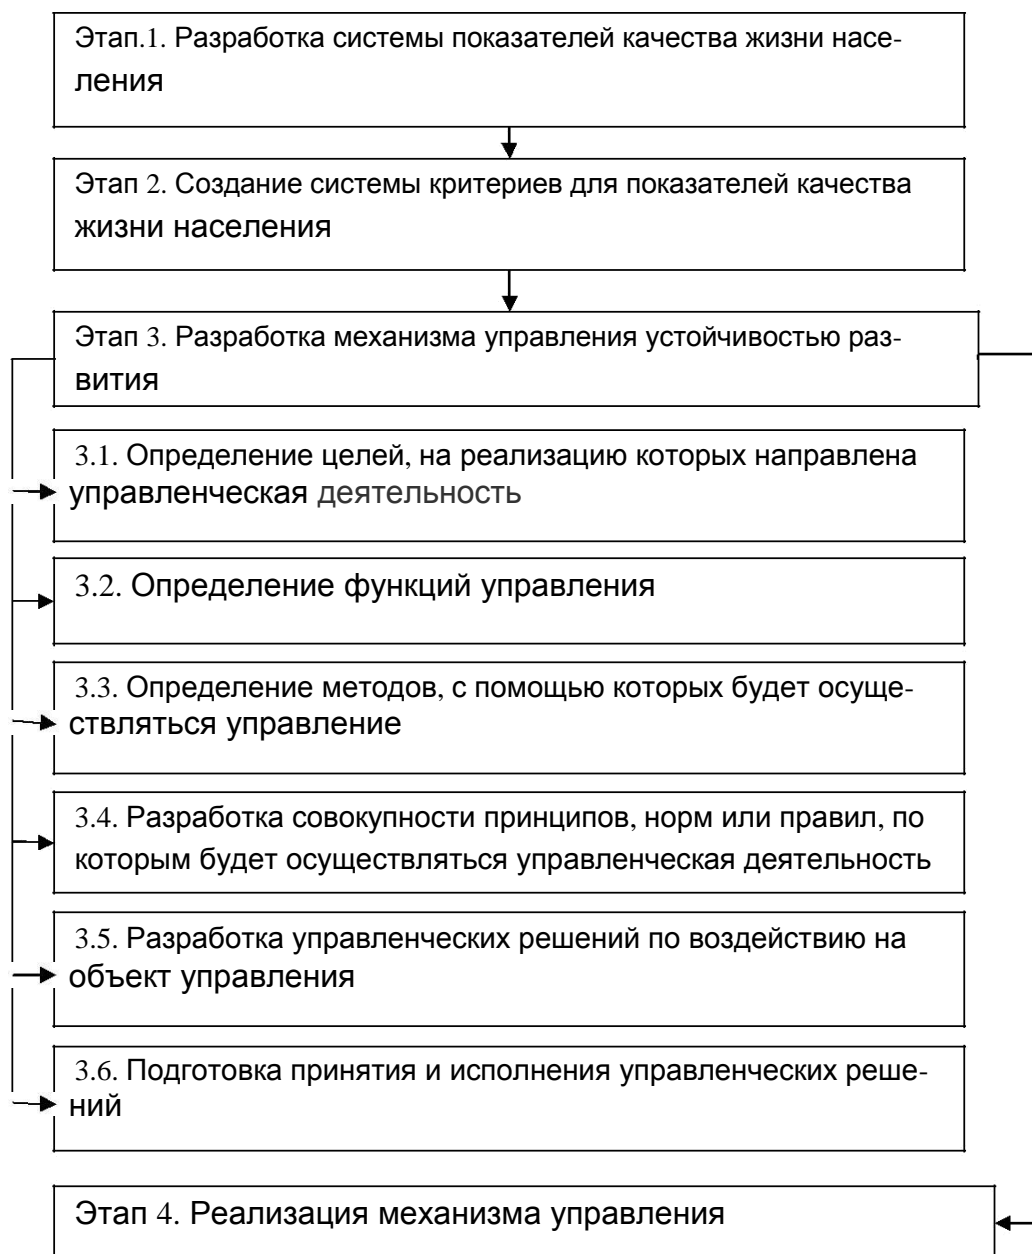 Этап.1. Разработка системы показателей качества жизни насе-
ления
Этап 2. Создание системы критериев для показателей качества
жизни населения
Этап 3. Разработка механизма управления устойчивостью раз-
вития
3.1. Определение целей, на реализацию которых направлена
управленческая деятельность
3.2. Определение функций управления
3.3. Определение методов, с помощью которых будет осуще-
ствляться управление
3.4. Разработка совокупности принципов, норм или правил, по
которым будет осуществляться управленческая деятельность
3.5. Разработка управленческих решений по воздействию на
объект управления
3.6. Подготовка принятия и исполнения управленческих реше-
ний
Этап 4. Реализация механизма управления